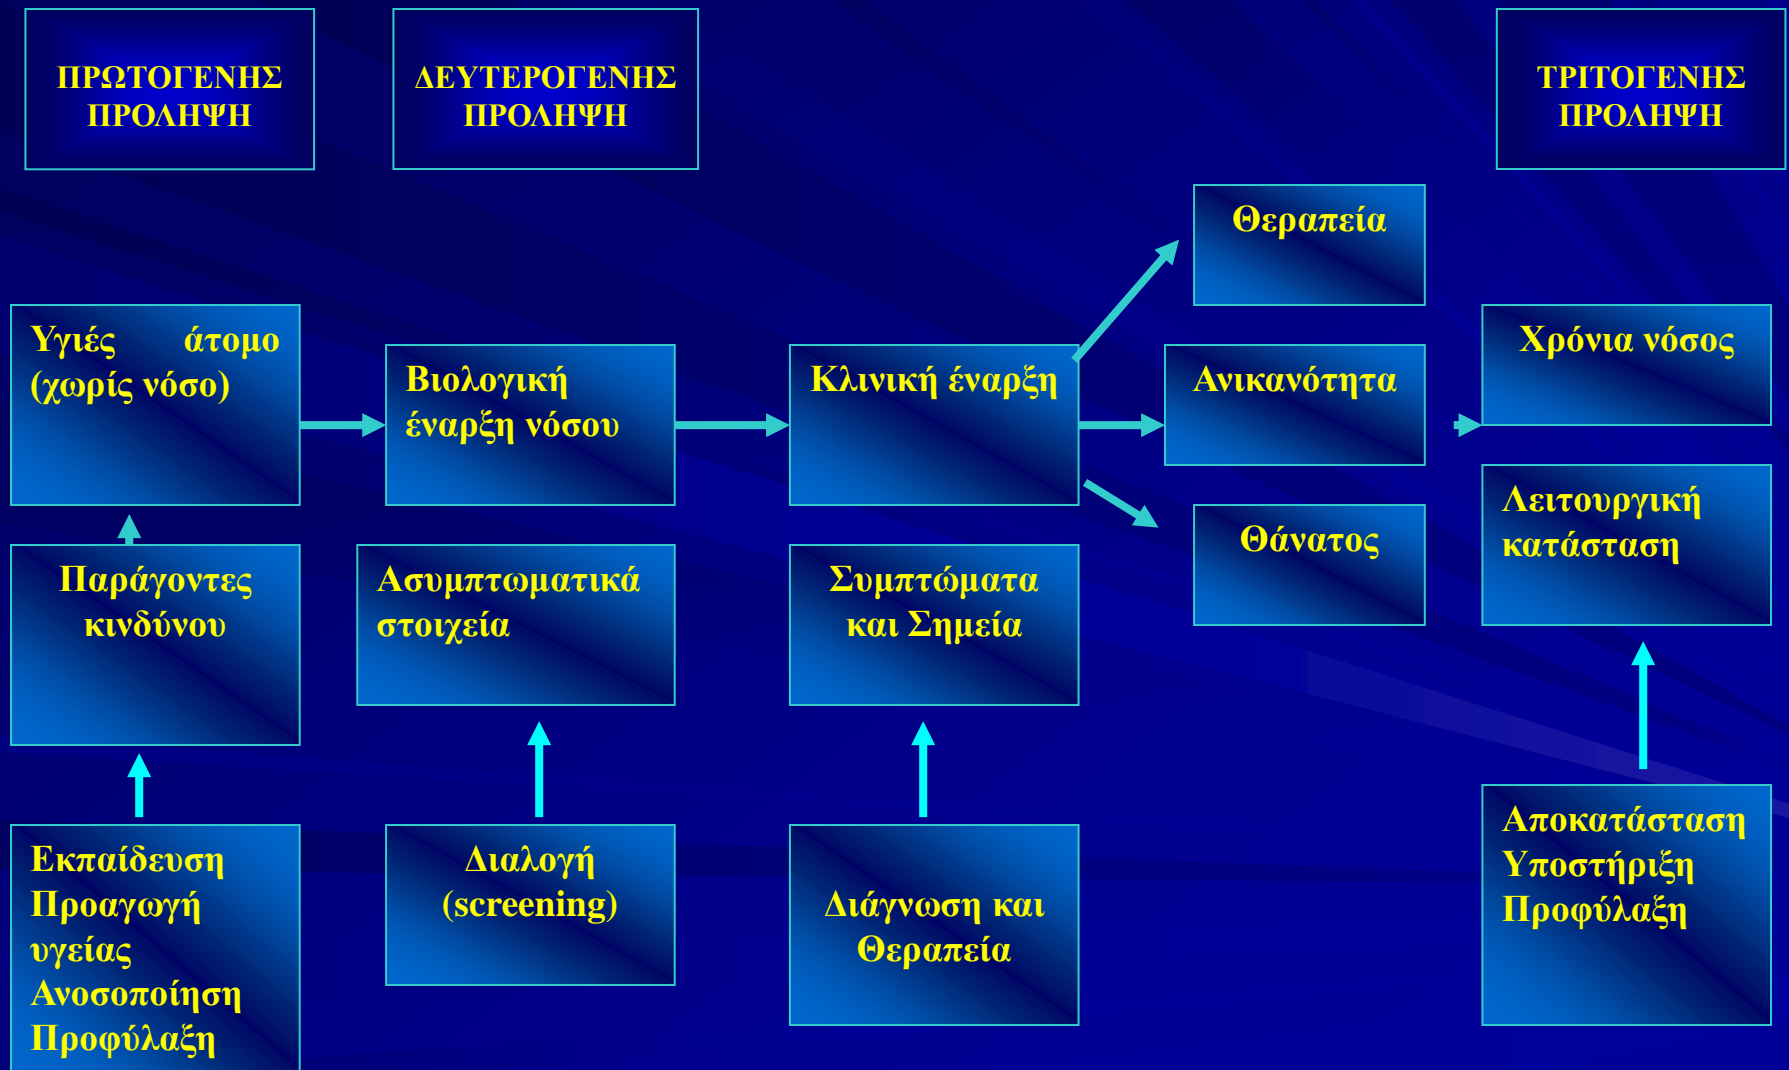 ΠΡΩΤΟΓΕΝΗΣ
ΠΡΟΛΗΨΗ
ΔΕΥΤΕΡΟΓΕΝΗΣ
ΠΡΟΛΗΨΗ
ΤΡΙΤΟΓΕΝΗΣ
ΠΡΟΛΗΨΗ
Θεραπεία
Υγιές άτομο
(χωρίς νόσο)
Βιολογική
έναρξη νόσου
Κλινική έναρξη
Ανικανότητα
Χρόνια νόσος
Θάνατος
Λειτουργική
κατάσταση
Παράγοντες
κινδύνου
Ασυμπτωματικά
στοιχεία
Συμπτώματα
και Σημεία
Εκπαίδευση
Προαγωγή
υγείας
Ανοσοποίηση
Προφύλαξη
Διαλογή
(screening)
Διάγνωση και
Θεραπεία
Αποκατάσταση
Υποστήριξη
Προφύλαξη